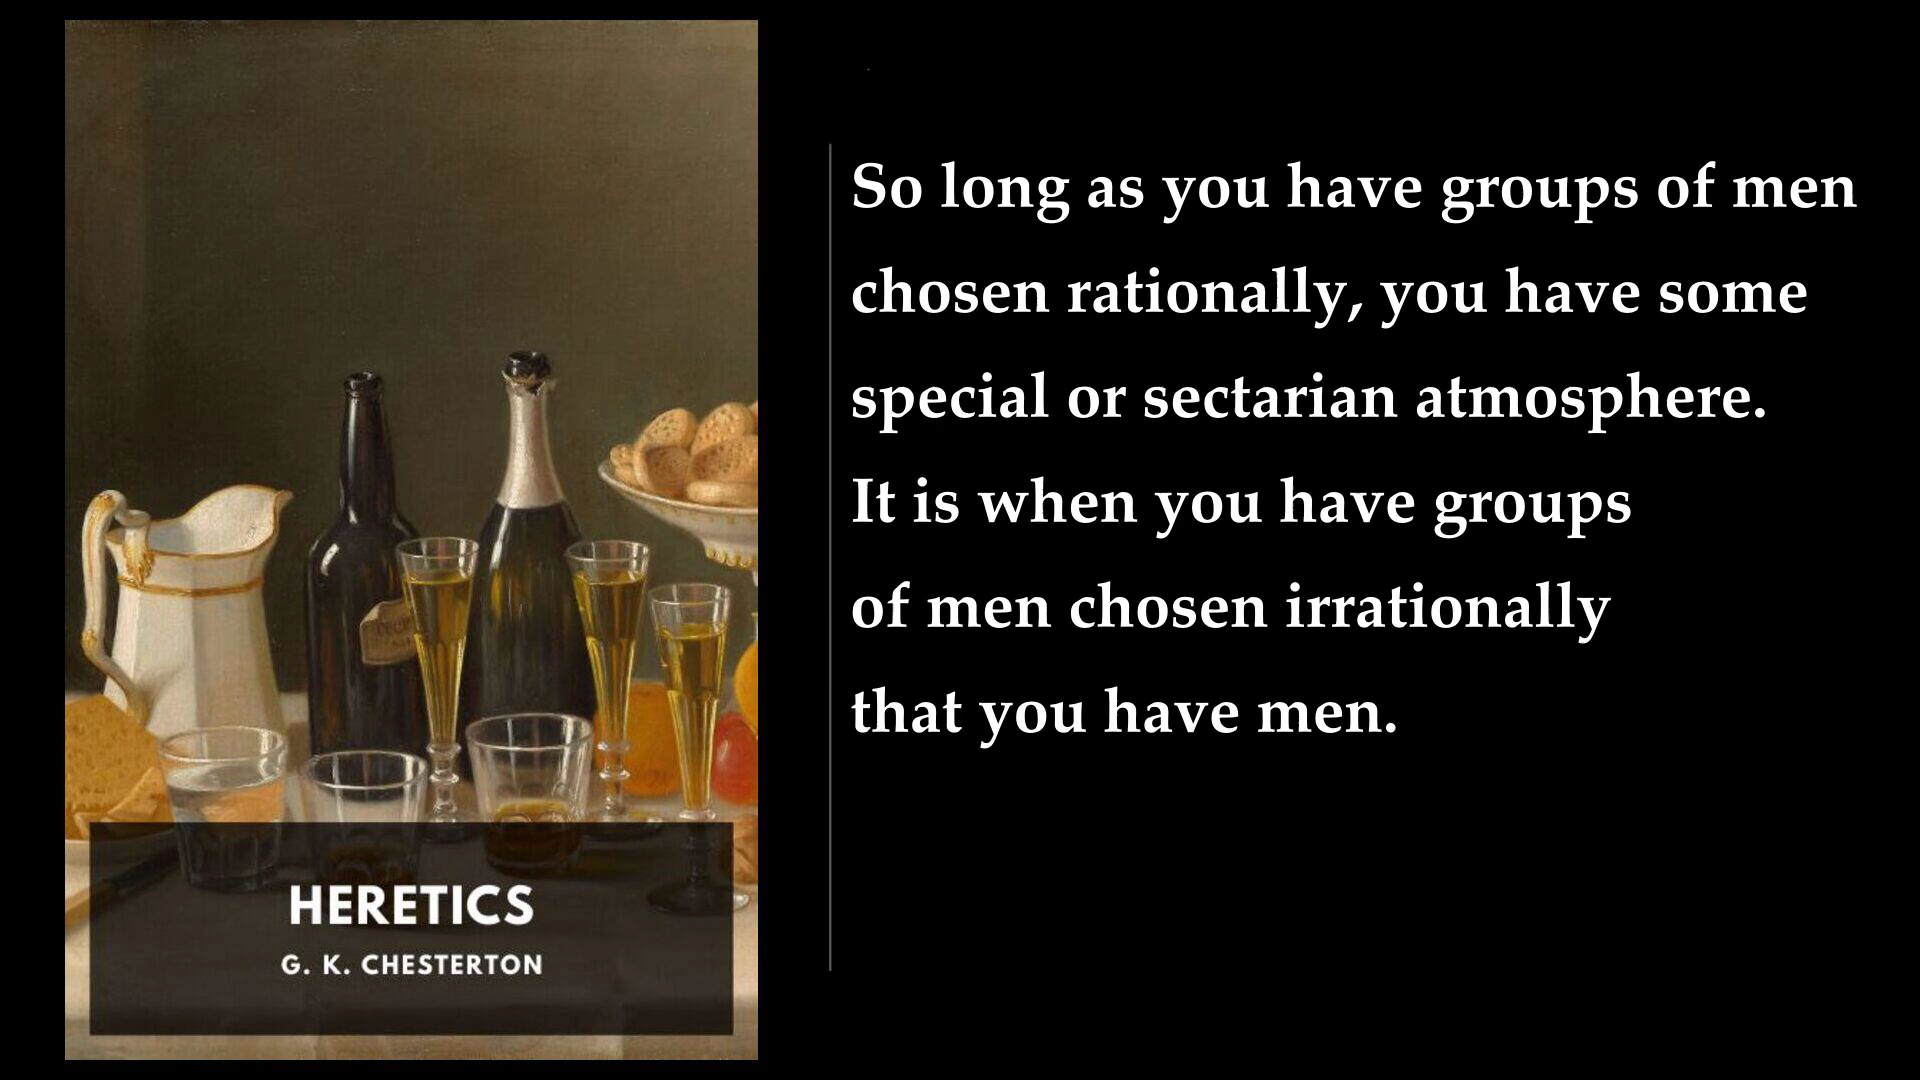 So long as you have groups of men
chosen rationally, you have some
special or sectarian atmosphere.
It is when you have groups
of men chosen irrationally
that you have men.
HERETICS
G. K. CHESTERTON